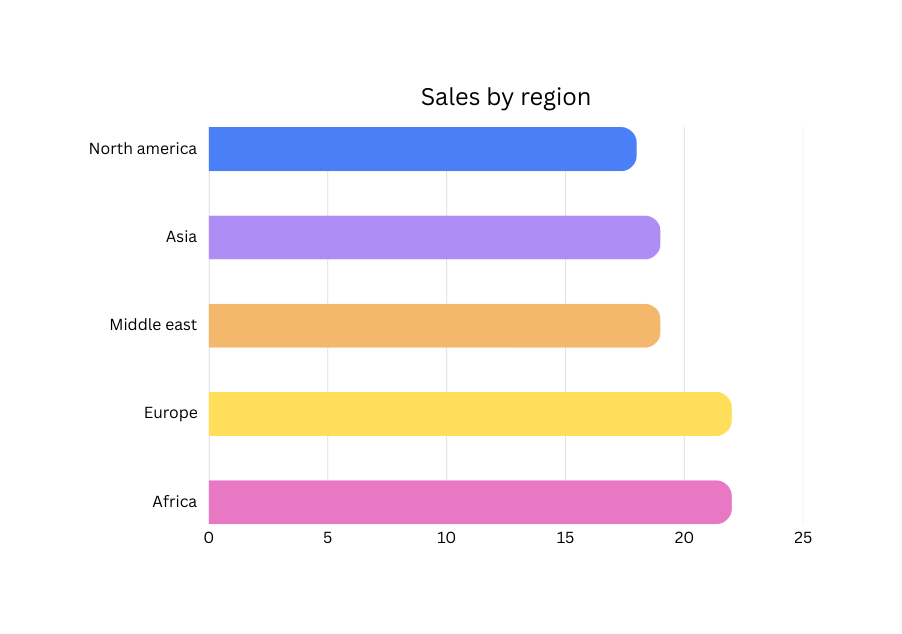 Sales by region
North america
Asia
Middle east
Europe
Africa
0 5 10 15 20 25